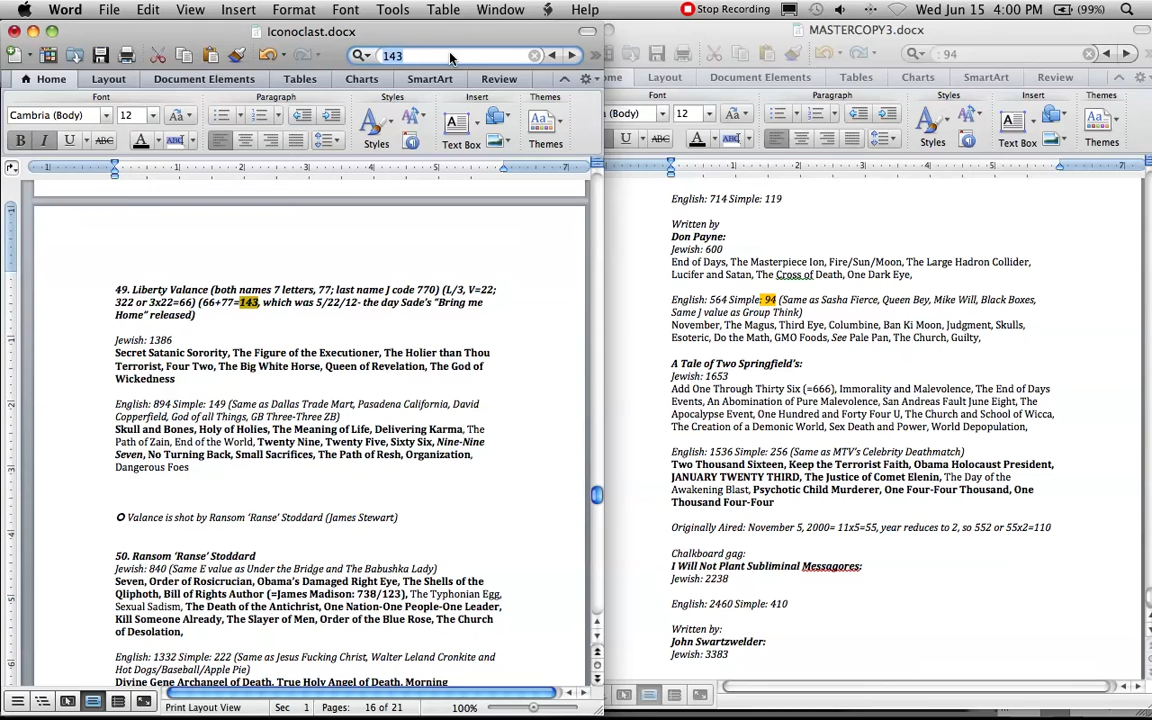 Word File Edit View Insert Format Font Tools Table Window Help
Stop Recording Wed Jun 15 4:00 PM (99%)
Iconoclast.docx
143
Home Layout Document Elements Tables Charts SmartArt Review
Font Paragraph Styles Insert Themes
Cambria (Body) 12 Aa
B I U ABC A ABC Styles Text Box Themes
49. Liberty Valance (both names 7 letters, 77; last name J code 770) (L/3, V=22;
322 or 3x22=66) (66+77=143, which was 5/22/12- the day Sade's "Bring me
Home" released)
Jewish: 1386
Secret Satanic Sorority, The Figure of the Executioner, The Holier than Thou
Terrorist, Four Two, The Big White Horse, Queen of Revelation, The God of
Wickedness
English: 894 Simple: 149 (Same as Dallas Trade Mart, Pasadena California, David
Copperfield, God of all Things, GB Three-Three ZB)
Skull and Bones, Holy of Holies, The Meaning of Life, Delivering Karma, The
Path of Zain, End of the World, Twenty Nine, Twenty Five, Sixty Six, Nine-Nine
Seven, No Turning Back, Small Sacrifices, The Path of Resh, Organization,
Dangerous Foes
Valance is shot by Ransom 'Ranse' Stoddard (James Stewart)
50. Ransom 'Ranse' Stoddard
Jewish: 840 (Same E value as Under the Bridge and The Babushka Lady)
Seven, Order of Rosicrucian, Obama's Damaged Right Eye, The Shells of the
Qliphoth, Bill of Rights Author (=James Madison: 738/123), The Typhonian Egg,
Sexual Sadism, The Death of the Antichrist, One Nation-One People-One Leader,
Kill Someone Already, The Slayer of Men, Order of the Blue Rose, The Church
of Desolation,
English: 1332 Simple: 222 (Same as Jesus Fucking Christ, Walter Leland Cronkite and
Hot Dogs/Baseball/Apple Pie)
Divine Gene Archangel of Death, True Holy Angel of Death, Morning
Print Layout View Sec 1 Pages: 16 of 21 100%
MASTERCOPY3.docx
94
ome Layout Document Elements Tables Charts SmartArt Review
Font Paragraph Styles Insert Themes
12 Aa
U ABC A ABC Styles Text Box Themes
English: 714 Simple: 119
Written by
Don Payne:
Jewish: 600
End of Days, The Masterpiece Ion, Fire/Sun/Moon, The Large Hadron Collider,
Lucifer and Satan, The Cross of Death, One Dark Eye,
English: 564 Simple: 94 (Same as Sasha Fierce, Queen Bey, Mike Will, Black Boxes,
Same J value as Group Think)
November, The Magus, Third Eye, Columbine, Ban Ki Moon, Judgment, Skulls,
Esoteric, Do the Math, GMO Foods, See Pale Pan, The Church, Guilty,
A Tale of Two Springfield's:
Jewish: 1653
Add One Through Thirty Six (=666), Immorality and Malevolence, The End of Days
Events, An Abomination of Pure Malevolence, San Andreas Fault June Eight, The
Apocalypse Event, One Hundred and Forty Four U, The Church and School of Wicca,
The Creation of a Demonic World, Sex Death and Power, World Depopulation,
English: 1536 Simple: 256 (Same as MTV's Celebrity Deathmatch)
Two Thousand Sixteen, Keep the Terrorist Faith, Obama Holocaust President,
JANUARY TWENTY THIRD, The Justice of Comet Elenin, The Day of the
Awakening Blast, Psychotic Child Murderer, One Four-Four Thousand, One
Thousand Four-Four
Originally Aired: November 5, 2000= 11x5=55, year reduces to 2, so 552 or 55x2=110
Chalkboard gag:
I Will Not Plant Subliminal Messagores:
Jewish: 2238
English: 2460 Simple: 410
Written by:
John Swartzwelder:
Jewish: 3383